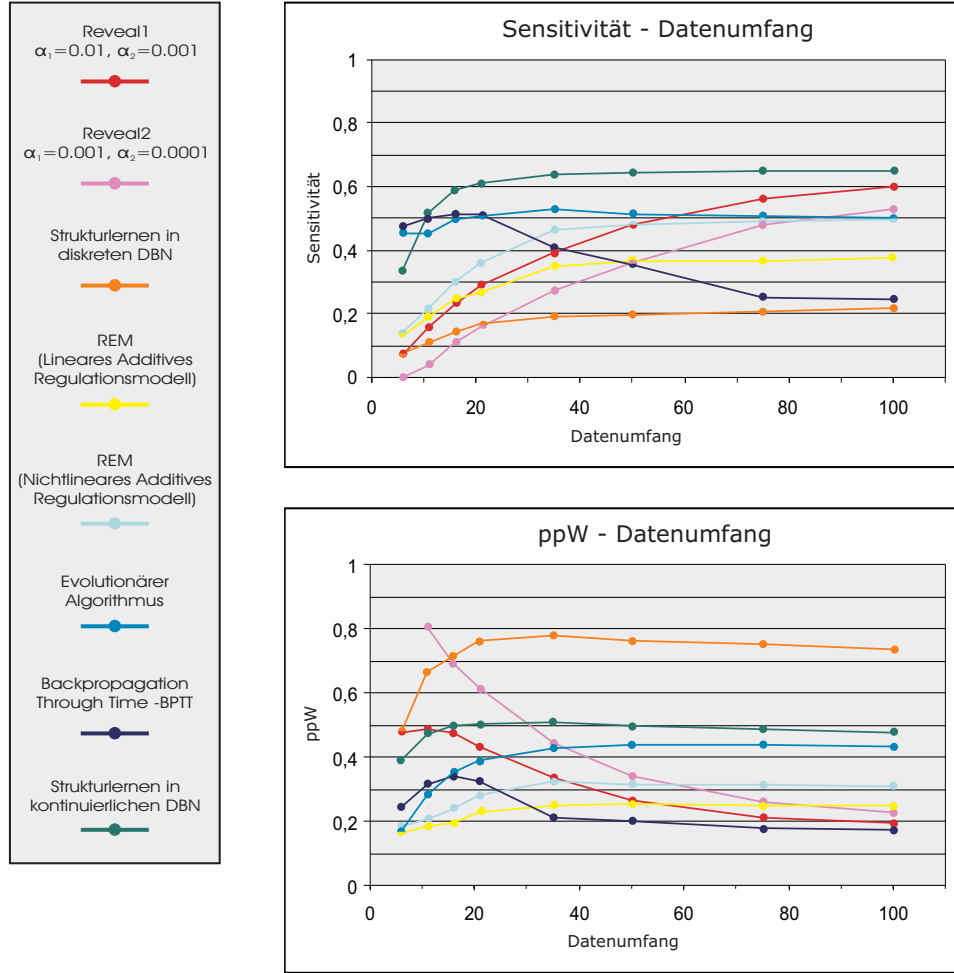 Reveal1
α₁=0.01, α₂=0.001
Reveal2
α₁=0.001, α₂=0.0001
Strukturlernen in
diskreten DBN
REM
(Lineares Additives
Regulationsmodell)
REM
(Nichtlineares Additives
Regulationsmodell)
Evolutionärer
Algorithmus
Backpropagation
Through Time -BPTT
Strukturlernen in
kontinuierlichen DBN
Sensitivität - Datenumfang
1
0,8
0,6
0,4
0,2
0
Sensitivität
0 20 40 60 80 100
Datenumfang
ppW - Datenumfang
1
0,8
0,6
0,4
0,2
0
ppW
0 20 40 60 80 100
Datenumfang